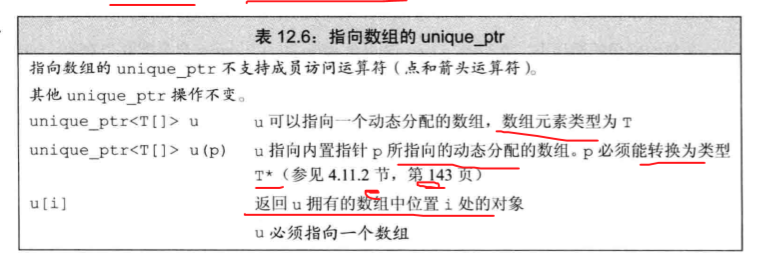 表 12.6：指向数组的 unique_ptr
指向数组的 unique_ptr 不支持成员访问运算符（点和箭头运算符）。
其他 unique_ptr 操作不变。
unique_ptr<T[]> u u 可以指向一个动态分配的数组，数组元素类型为 T
unique_ptr<T[]> u(p) u 指向内置指针 p 所指向的动态分配的数组。p 必须能转换为类型
T*（参见 4.11.2 节，第 143 页）
u[i] 返回 u 拥有的数组中位置 i 处的对象
u 必须指向一个数组